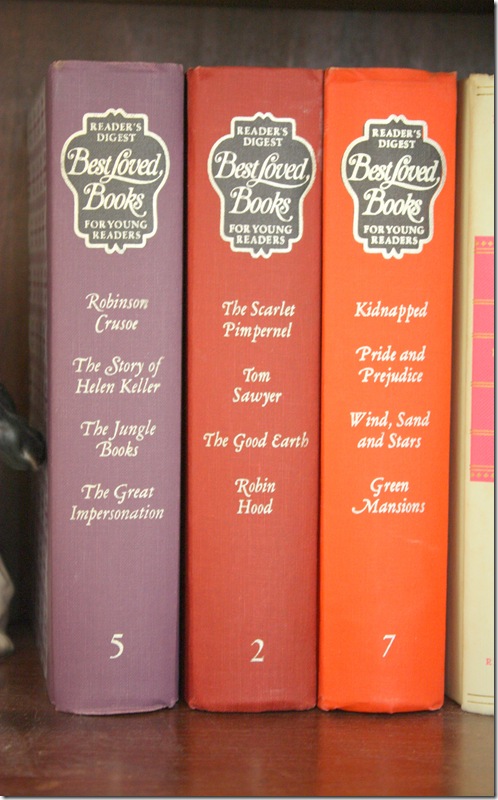 READER'S
DIGEST
Best Loved
Books
FOR YOUNG
READERS
Robinson
Crusoe
The Story of
Helen Keller
The Jungle
Books
The Great
Impersonation
5
READER'S
DIGEST
Best Loved
Books
FOR YOUNG
READERS
The Scarlet
Pimpernel
Tom
Sawyer
The Good Earth
Robin
Hood
2
READER'S
DIGEST
Best Loved
Books
FOR YOUNG
READERS
Kidnapped
Pride and
Prejudice
Wind, Sand
and Stars
Green
Mansions
7
R